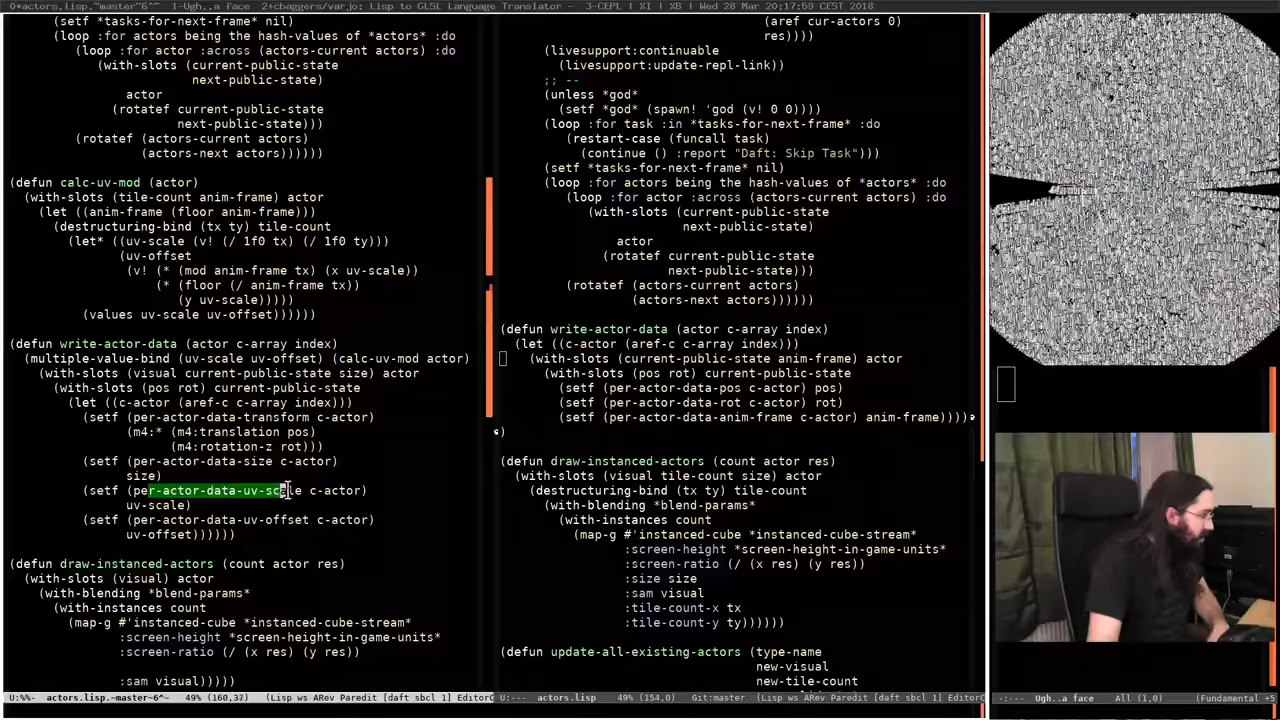 0*actors.lisp.~master~6^~  1-Ugh..a face  2+cbaggers/varjo: Lisp to GLSL Language Translator –  3-CEPL | %I | %B | Wed 28 Mar 20:17:59 CEST 2018
(setf *tasks-for-next-frame* nil)
(loop :for actors being the hash-values of *actors* :do
(loop :for actor :across (actors-current actors) :do
(with-slots (current-public-state
next-public-state)
actor
(rotatef current-public-state
next-public-state)))
(rotatef (actors-current actors)
(actors-next actors))))))
(defun calc-uv-mod (actor)
(with-slots (tile-count anim-frame) actor
(let ((anim-frame (floor anim-frame)))
(destructuring-bind (tx ty) tile-count
(let* ((uv-scale (v! (/ 1f0 tx) (/ 1f0 ty)))
(uv-offset
(v! (* (mod anim-frame tx) (x uv-scale))
(* (floor (/ anim-frame tx))
(y uv-scale)))))
(values uv-scale uv-offset))))))
(defun write-actor-data (actor c-array index)
(multiple-value-bind (uv-scale uv-offset) (calc-uv-mod actor)
(with-slots (visual current-public-state size) actor
(with-slots (pos rot) current-public-state
(let ((c-actor (aref-c c-array index)))
(setf (per-actor-data-transform c-actor)
(m4:* (m4:translation pos)
(m4:rotation-z rot)))
(setf (per-actor-data-size c-actor)
size)
(setf (per-actor-data-uv-scale c-actor)
uv-scale)
(setf (per-actor-data-uv-offset c-actor)
uv-offset))))))
(defun draw-instanced-actors (count actor res)
(with-slots (visual) actor
(with-blending *blend-params*
(with-instances count
(map-g #'instanced-cube *instanced-cube-stream*
:screen-height *screen-height-in-game-units*
:screen-ratio (/ (x res) (y res))
:sam visual)))))
U:%%-  actors.lisp.~master~6^~   49% (160,37)   (Lisp ws ARev Paredit [daft sbcl 1] EditorC
(aref cur-actors 0)
res))))
(livesupport:continuable
(livesupport:update-repl-link))
;; --
(unless *god*
(setf *god* (spawn! 'god (v! 0 0))))
(loop :for task :in *tasks-for-next-frame* :do
(restart-case (funcall task)
(continue () :report "Daft: Skip Task")))
(setf *tasks-for-next-frame* nil)
(loop :for actors being the hash-values of *actors* :do
(loop :for actor :across (actors-current actors) :do
(with-slots (current-public-state
next-public-state)
actor
(rotatef current-public-state
next-public-state)))
(rotatef (actors-current actors)
(actors-next actors))))))
(defun write-actor-data (actor c-array index)
(let ((c-actor (aref-c c-array index)))
(with-slots (current-public-state anim-frame) actor
(with-slots (pos rot) current-public-state
(setf (per-actor-data-pos c-actor) pos)
(setf (per-actor-data-rot c-actor) rot)
(setf (per-actor-data-anim-frame c-actor) anim-frame))))
)
(defun draw-instanced-actors (count actor res)
(with-slots (visual tile-count size) actor
(destructuring-bind (tx ty) tile-count
(with-blending *blend-params*
(with-instances count
(map-g #'instanced-cube *instanced-cube-stream*
:screen-height *screen-height-in-game-units*
:screen-ratio (/ (x res) (y res))
:size size
:sam visual
:tile-count-x tx
:tile-count-y ty))))))
(defun update-all-existing-actors (type-name
new-visual
new-tile-count
U:---  actors.lisp     49% (154,0)    Git:master  (Lisp ws ARev Paredit [daft sbcl 1] EditorC
-:---  Ugh..a face    All (1,0)    (Fundamental +5